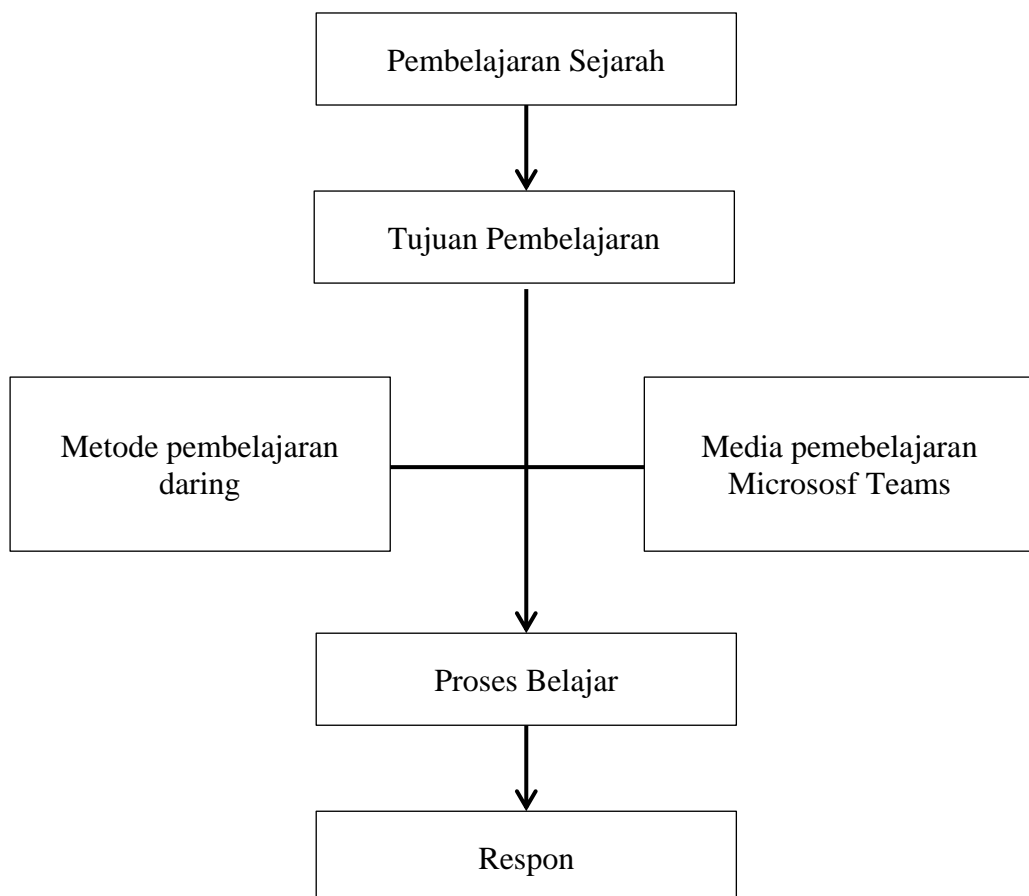 Pembelajaran Sejarah
Tujuan Pembelajaran
Metode pembelajaran
daring
Media pemebelajaran
Micrososf Teams
Proses Belajar
Respon